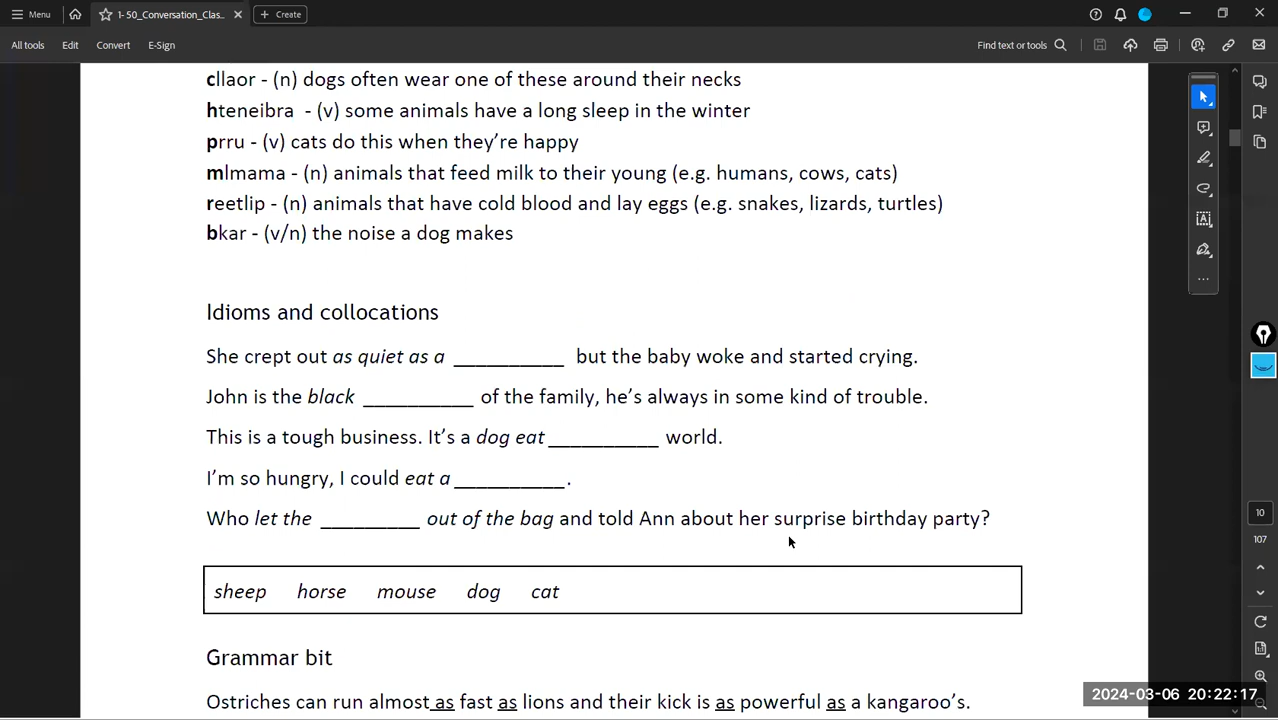 Menu 1- 50_Conversation_Clas... Create
All tools Edit Convert E-Sign Find text or tools
cllaor - (n) dogs often wear one of these around their necks
hteneibra - (v) some animals have a long sleep in the winter
prru - (v) cats do this when they're happy
mlmama - (n) animals that feed milk to their young (e.g. humans, cows, cats)
reetlip - (n) animals that have cold blood and lay eggs (e.g. snakes, lizards, turtles)
bkar - (v/n) the noise a dog makes
Idioms and collocations
She crept out as quiet as a __________ but the baby woke and started crying.
John is the black __________ of the family, he's always in some kind of trouble.
This is a tough business. It's a dog eat __________ world.
I'm so hungry, I could eat a __________.
Who let the _________ out of the bag and told Ann about her surprise birthday party?
10
107
sheep horse mouse dog cat
Grammar bit
Ostriches can run almost as fast as lions and their kick is as powerful as a kangaroo's.
2024-03-06 20:22:17